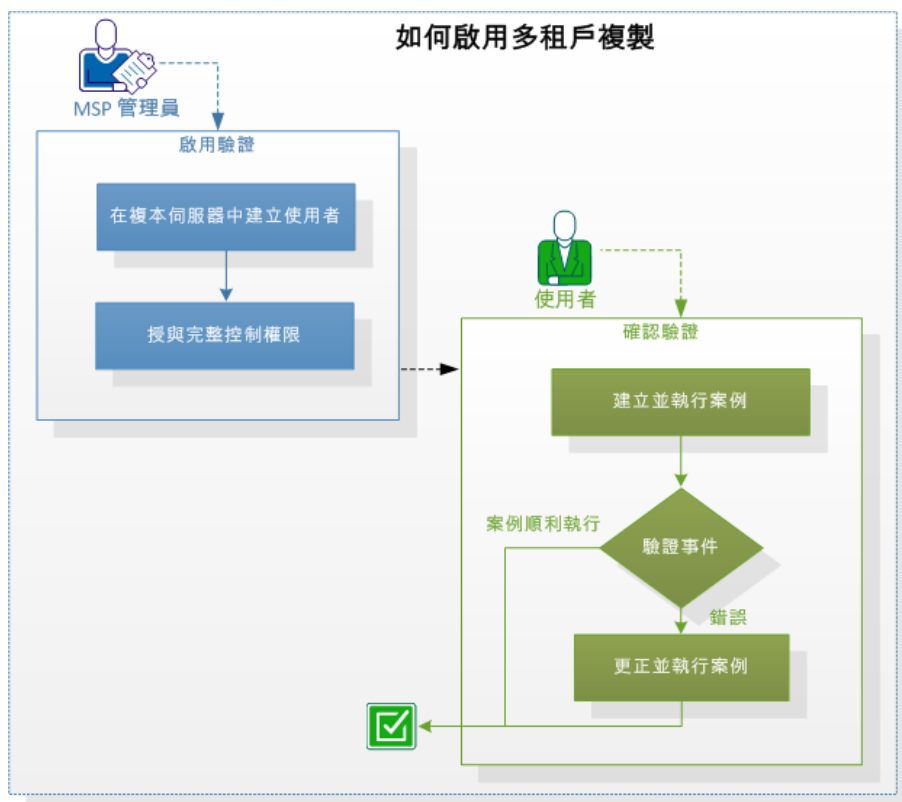 如何啟用多租戶複製
MSP 管理員
啟用驗證
在複本伺服器中建立使用者
授與完整控制權限
使用者
確認驗證
建立並執行案例
案例順利執行
驗證事件
錯誤
更正並執行案例